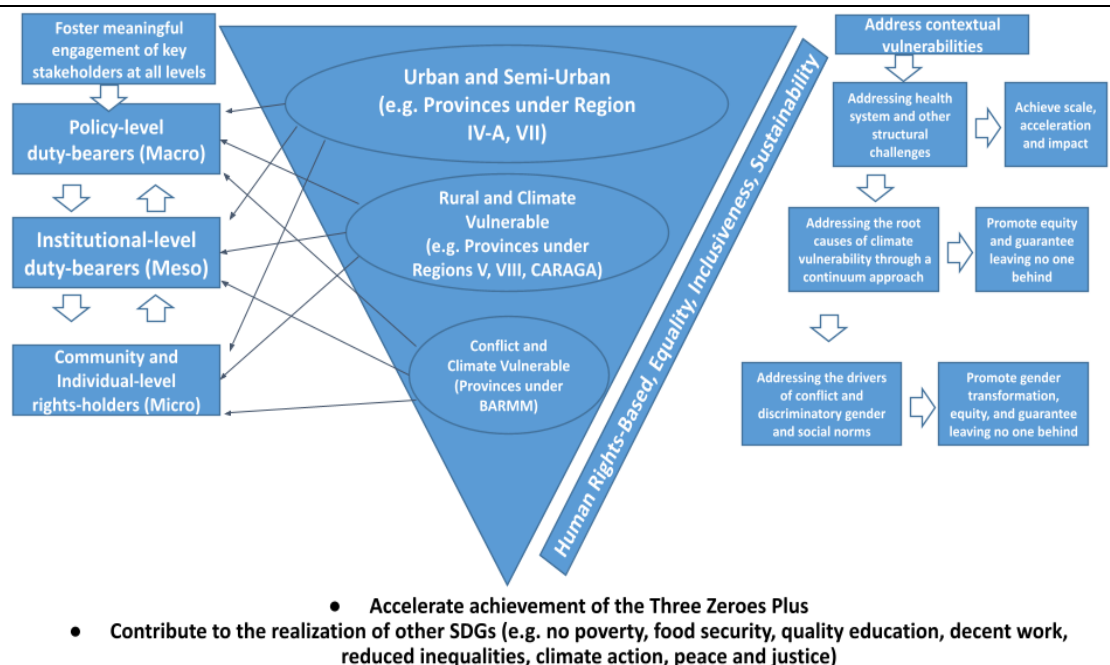 Foster meaningful
engagement of key
stakeholders at all levels
Policy-level
duty-bearers (Macro)
Institutional-level
duty-bearers (Meso)
Community and
Individual-level
rights-holders (Micro)
Urban and Semi-Urban
(e.g. Provinces under Region
IV-A, VII)
Rural and Climate
Vulnerable
(e.g. Provinces under
Regions V, VIII, CARAGA)
Conflict and
Climate Vulnerable
(Provinces under
BARMM)
Human Rights-Based, Equality, Inclusiveness, Sustainability
Address contextual
vulnerabilities
Addressing health
system and other
structural
challenges
Achieve scale,
acceleration
and impact
Addressing the root
causes of climate
vulnerability through a
continuum approach
Promote equity
and guarantee
leaving no one
behind
Addressing the drivers
of conflict and
discriminatory gender
and social norms
Promote gender
transformation,
equity, and guarantee
leaving no one behind
● Accelerate achievement of the Three Zeroes Plus
● Contribute to the realization of other SDGs (e.g. no poverty, food security, quality education, decent work,
reduced inequalities, climate action, peace and justice)